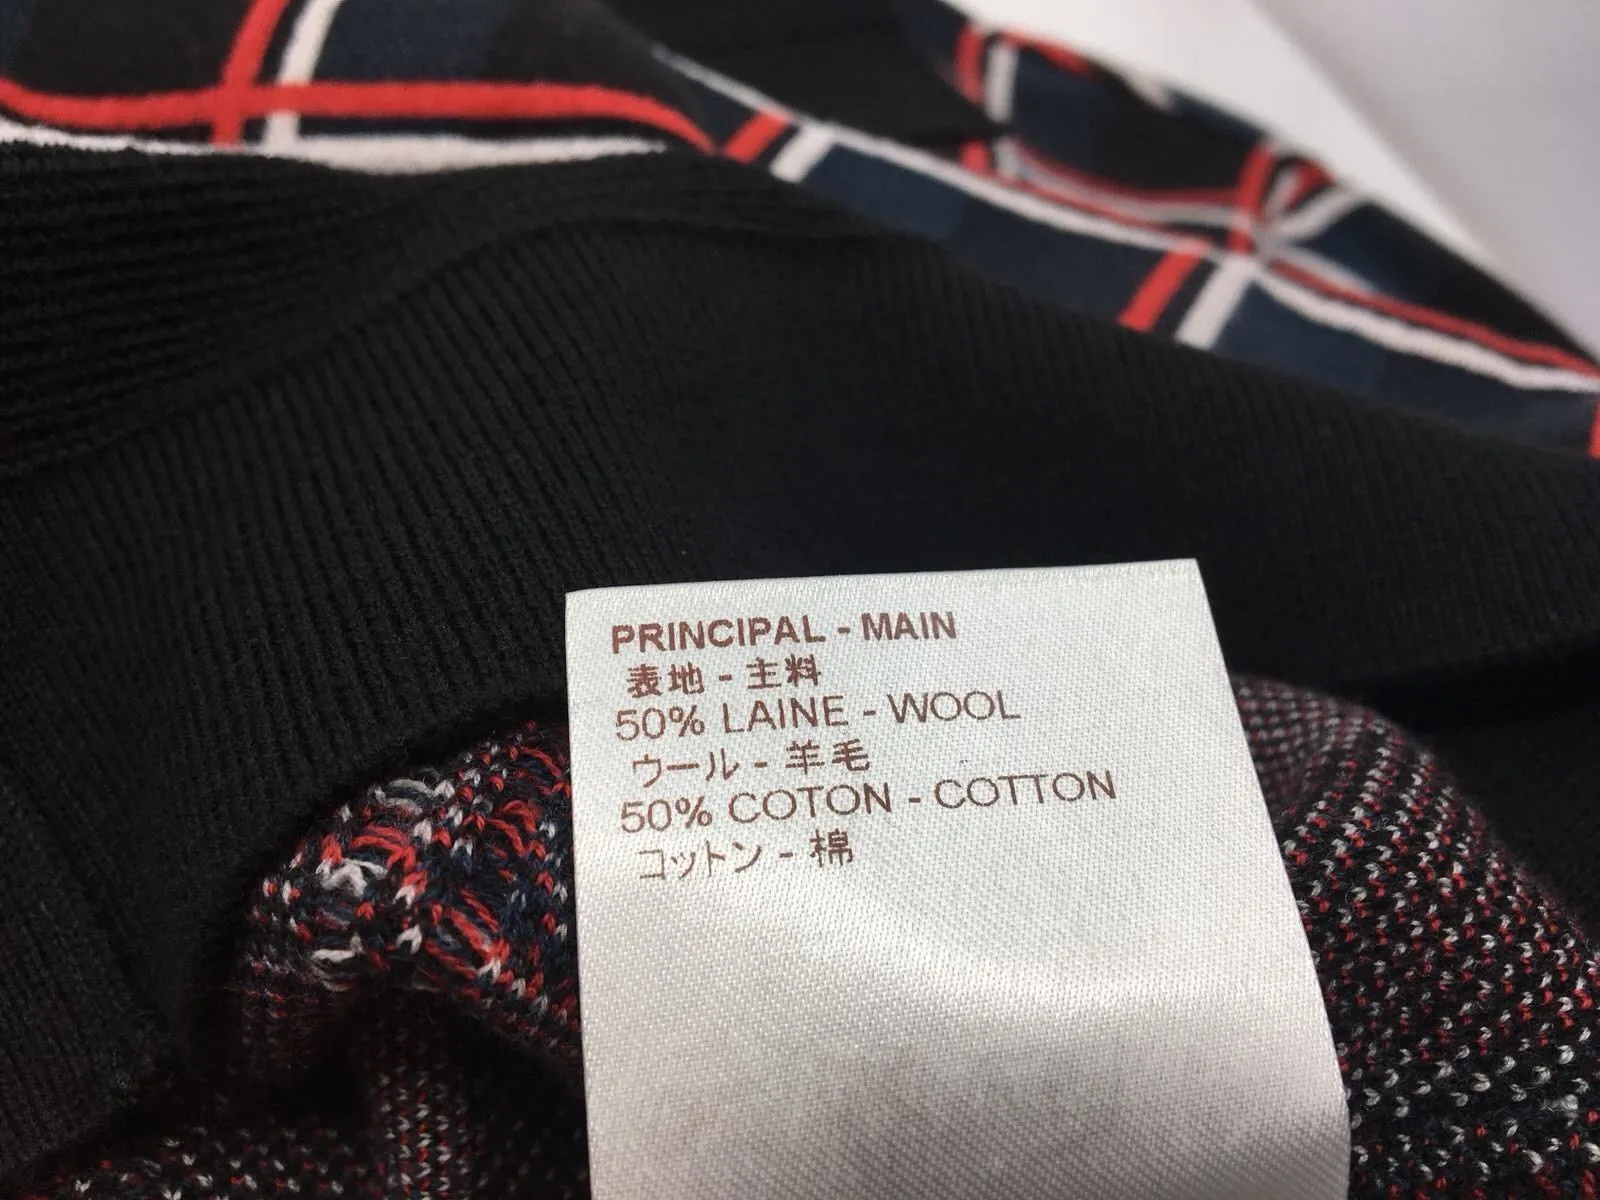 PRINCIPAL - MAIN
表地 - 主料
50% LAINE - WOOL
ウール - 羊毛
50% COTON - COTTON
コットン - 棉